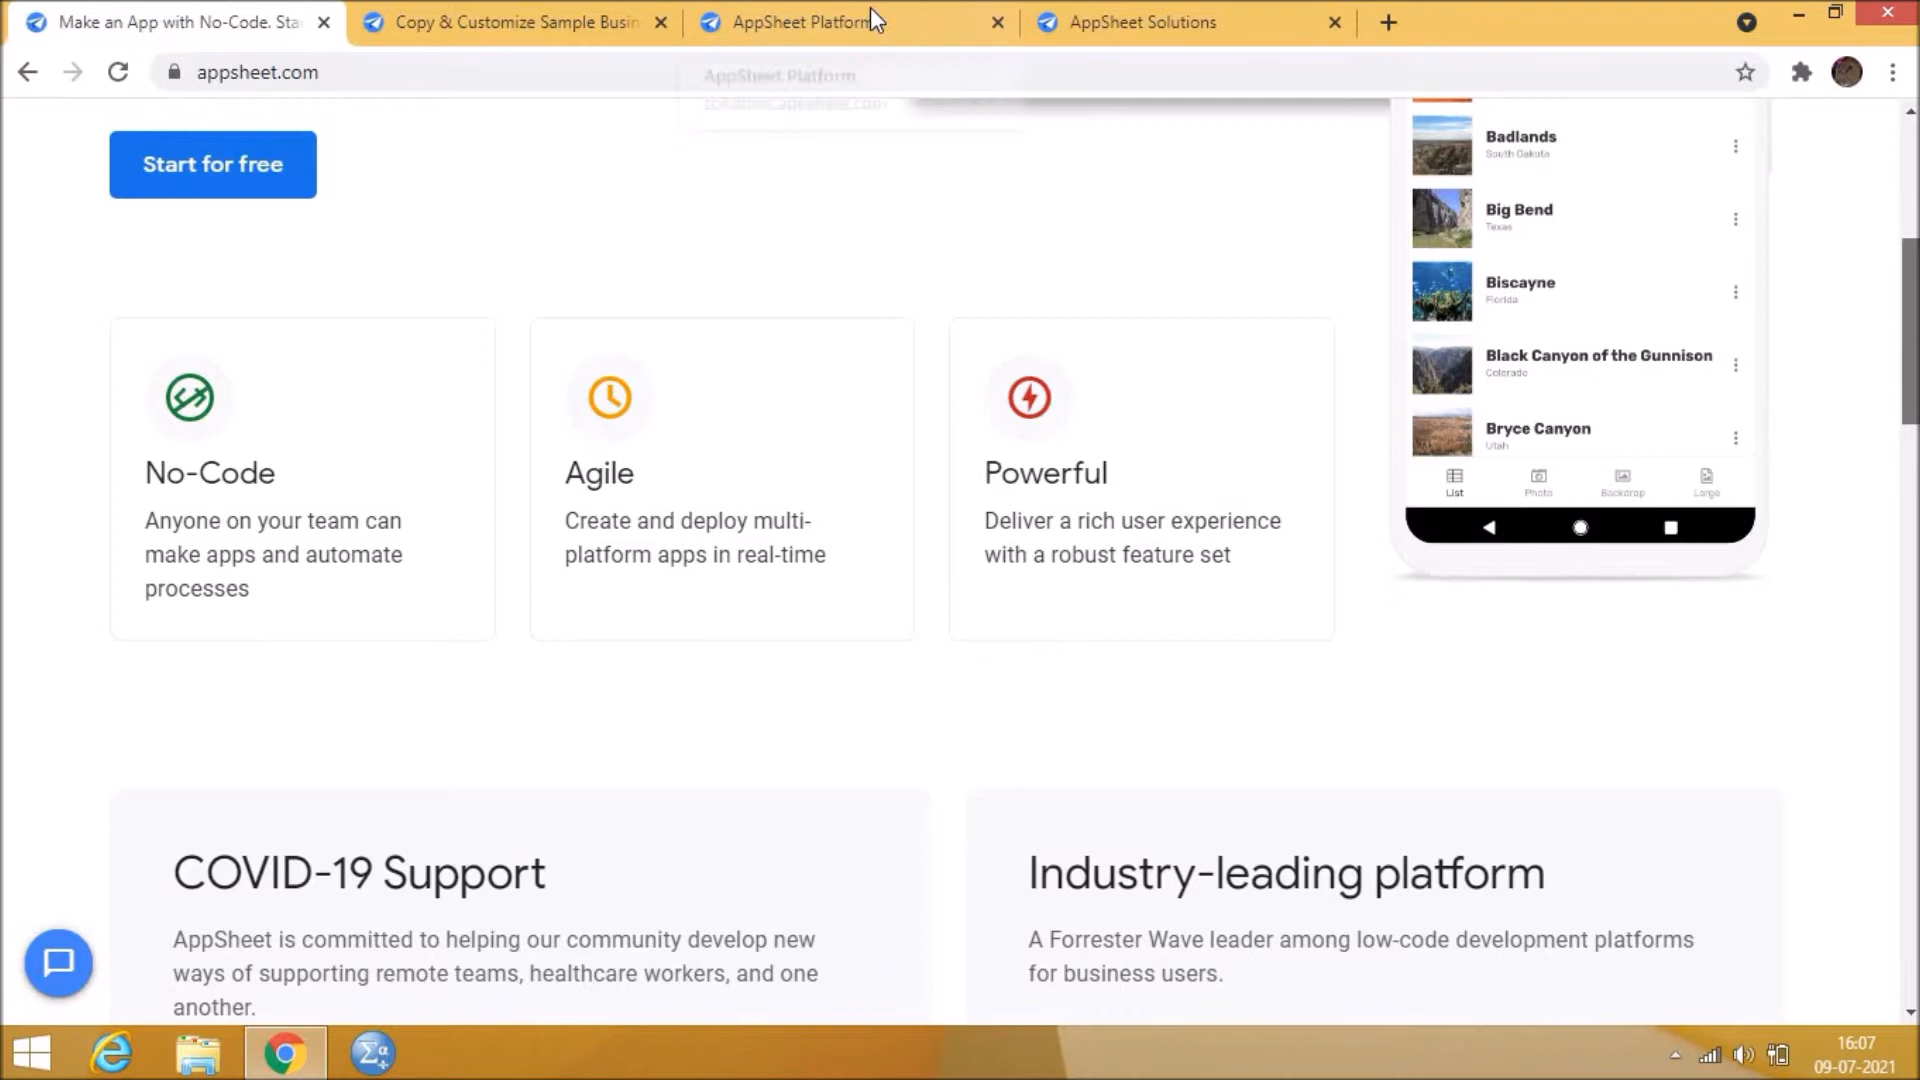 Make an App with No-Code. Sta
Copy & Customize Sample Busin
AppSheet Platform
AppSheet Solutions
appsheet.com
AppSheet Platform
Start for free
Badlands
South Dakota
Big Bend
Texas
Biscayne
Florida
Black Canyon of the Gunnison
Colorado
Bryce Canyon
Utah
List
Photo
Backdrop
Large
No-Code
Anyone on your team can
make apps and automate
processes
Agile
Create and deploy multi-
platform apps in real-time
Powerful
Deliver a rich user experience
with a robust feature set
COVID-19 Support
AppSheet is committed to helping our community develop new
ways of supporting remote teams, healthcare workers, and one
another.
Industry-leading platform
A Forrester Wave leader among low-code development platforms
for business users.
16:07
09-07-2021